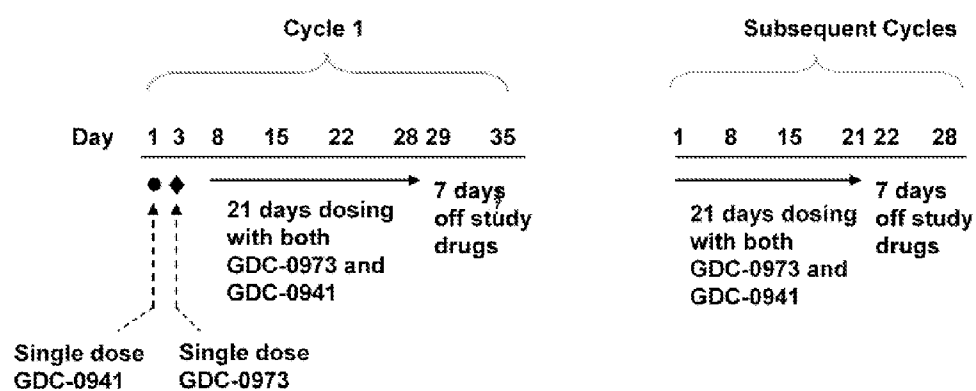 Cycle 1
Subsequent Cycles
Day 1 3 8 15 22 28 29 35
1 8 15 21 22 28
21 days dosing
with both
GDC-0973 and
GDC-0941
7 days
off study
drugs
21 days dosing
with both
GDC-0973 and
GDC-0941
7 days
off study
drugs
Single dose
GDC-0941
Single dose
GDC-0973